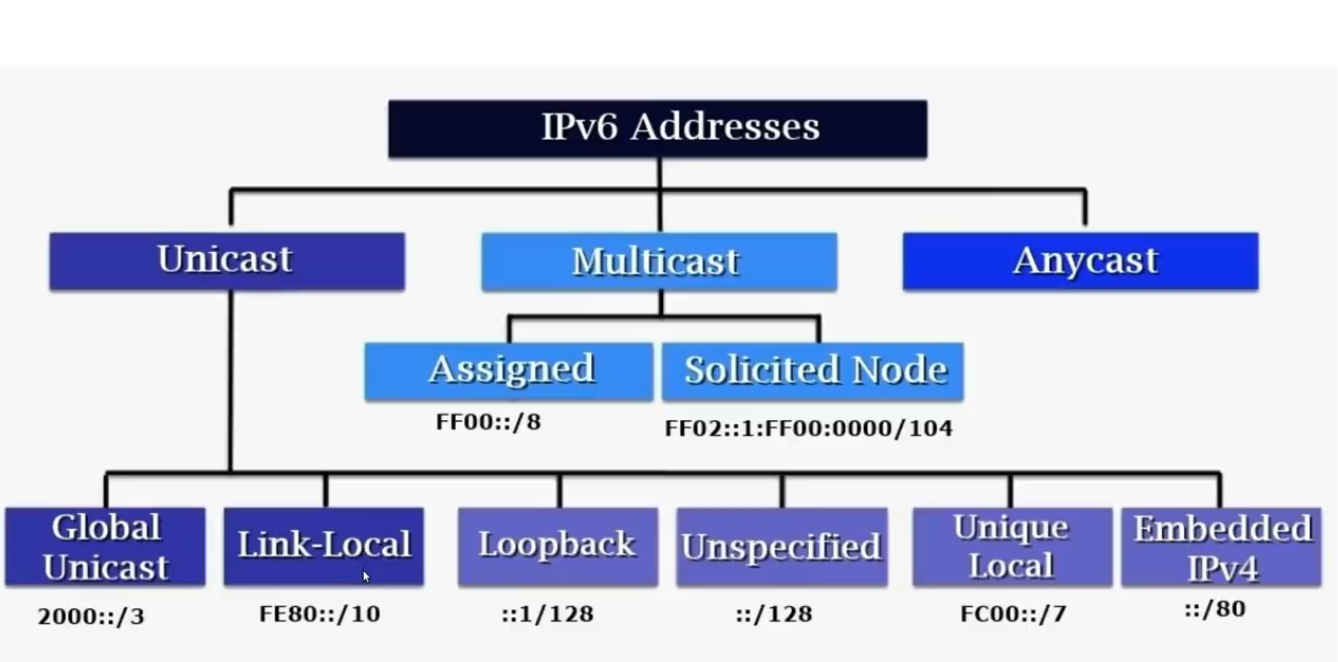 IPv6 Addresses
Unicast
Multicast
Anycast
Assigned
Solicited Node
FF00::/8
FF02::1:FF00:0000/104
Global
Unicast
Link-Local
Loopback
Unspecified
Unique
Local
Embedded
IPv4
2000::/3
FE80::/10
::1/128
::/128
FC00::/7
::/80